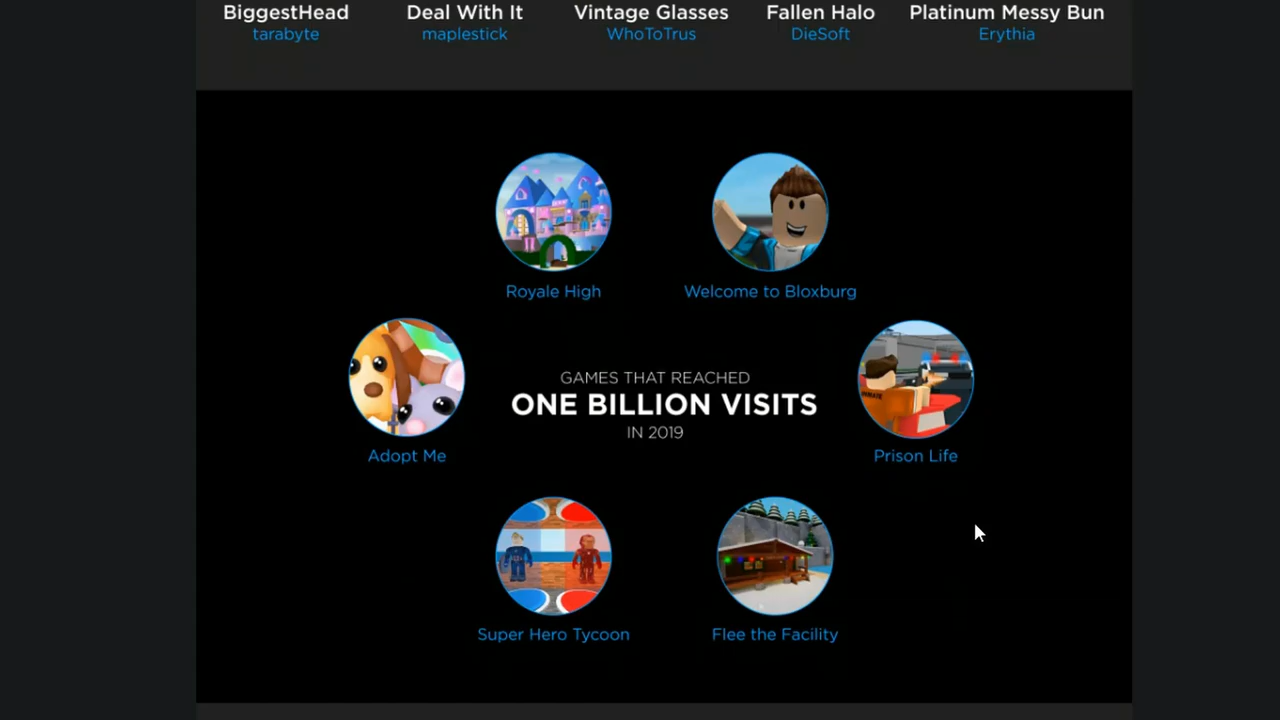 BiggestHead Deal With It Vintage Glasses Fallen Halo Platinum Messy Bun
tarabyte maplestick WhoToTrus DieSoft Erythia
Royale High Welcome to Bloxburg
GAMES THAT REACHED
ONE BILLION VISITS
IN 2019
Adopt Me Prison Life
Super Hero Tycoon Flee the Facility